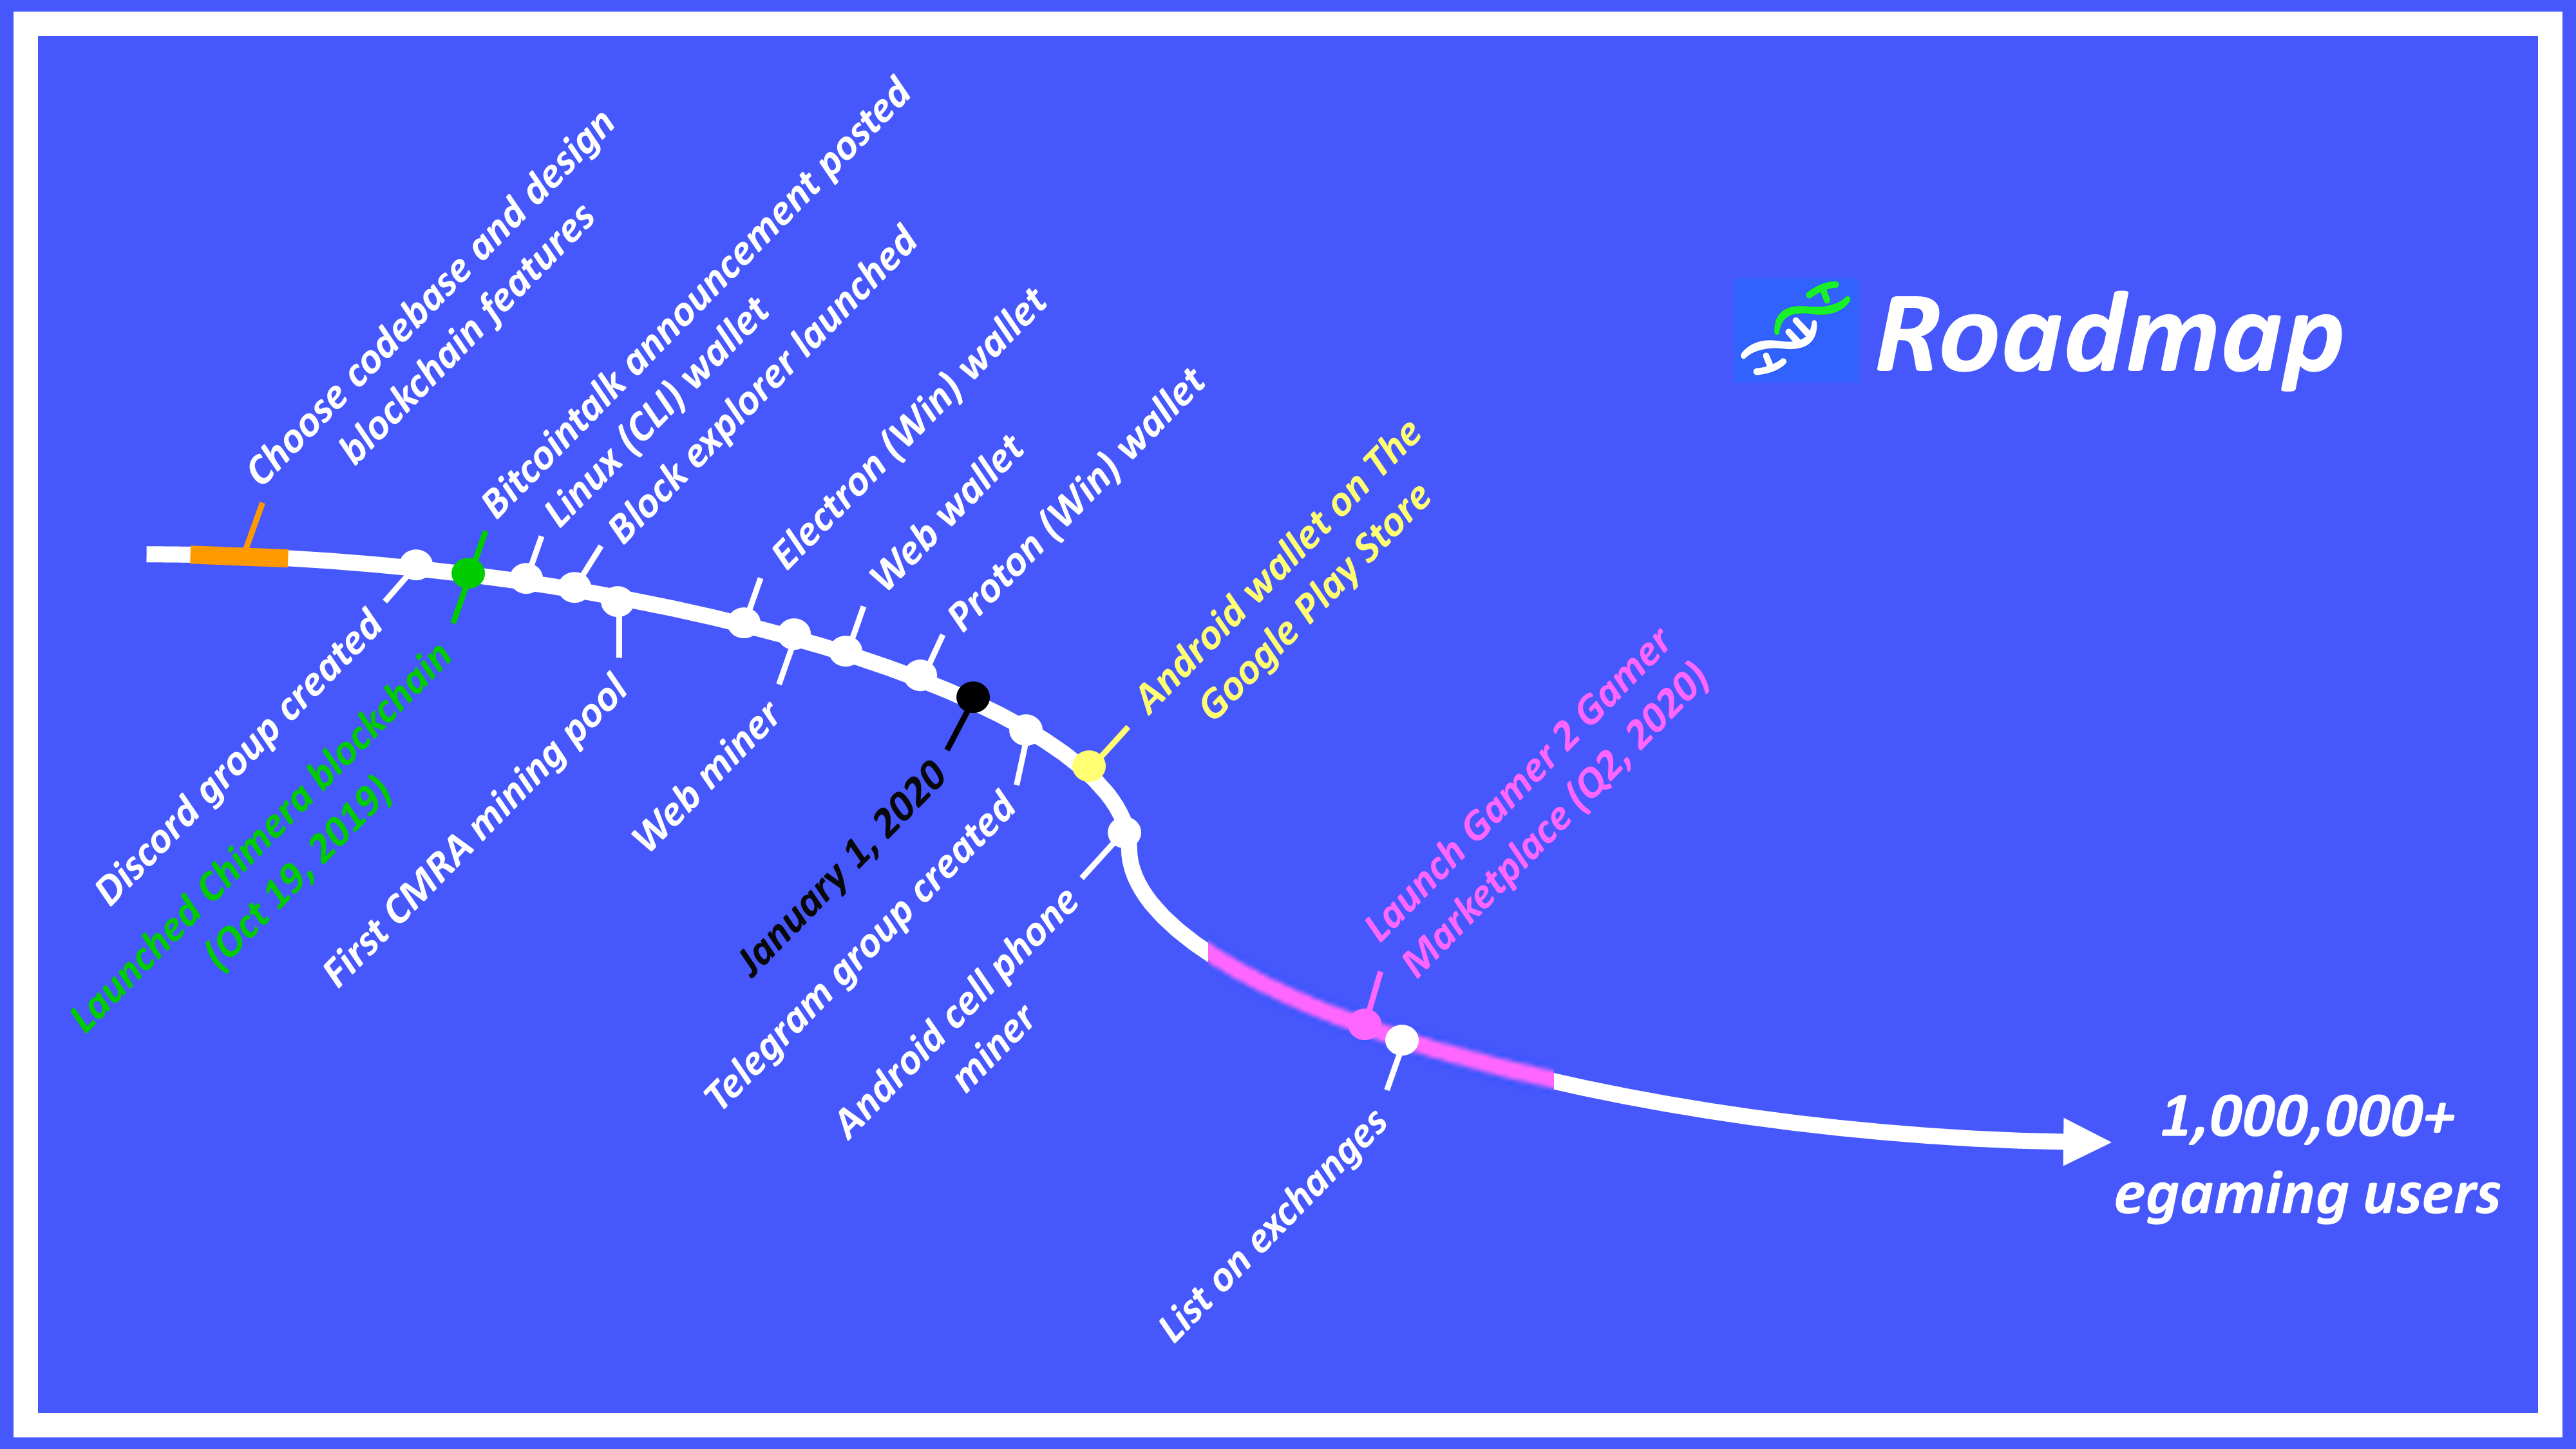 Roadmap
Choose codebase and design
blockchain features
Discord group created
Bitcointalk announcement posted
Launched Chimera blockchain
(Oct 19, 2019)
Linux (CLI) wallet
Block explorer launched
First CMRA mining pool
Electron (Win) wallet
Web miner
Web wallet
Proton (Win) wallet
January 1, 2020
Telegram group created
Android wallet on The
Google Play Store
Android cell phone
miner
Launch Gamer 2 Gamer
Marketplace (Q2, 2020)
List on exchanges
1,000,000+
egaming users